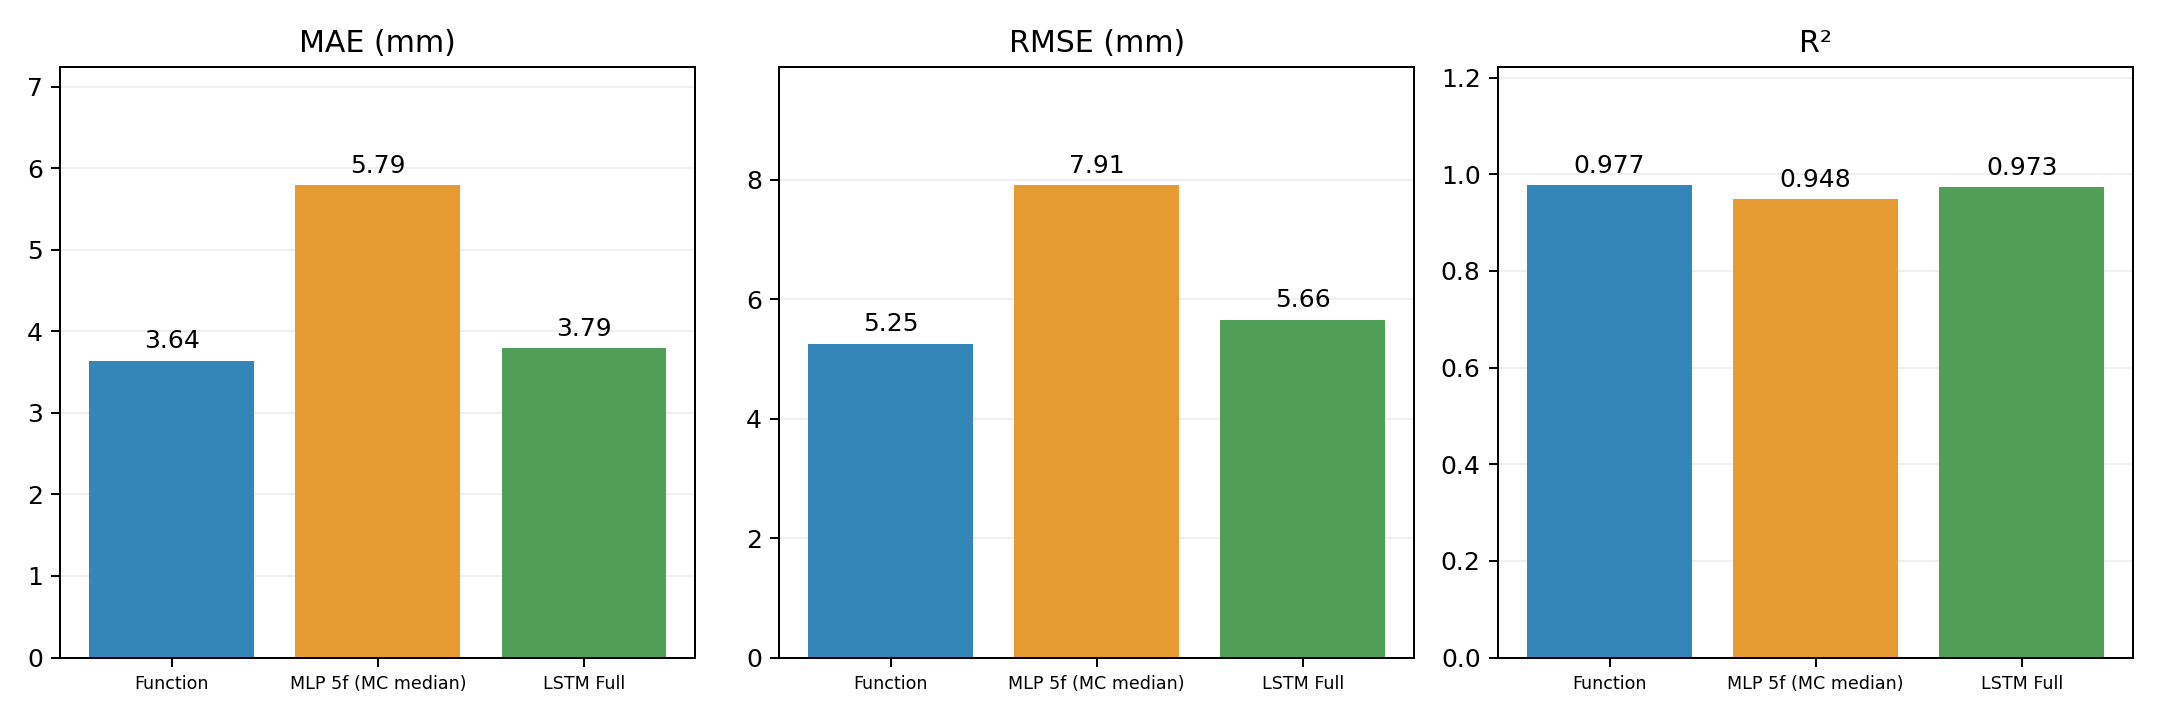 MAE (mm)
7
6
5
4
3
2
1
0
5.79
3.64
3.79
Function
MLP 5f (MC median)
LSTM Full
RMSE (mm)
8
6
4
2
0
7.91
5.25
5.66
Function
MLP 5f (MC median)
LSTM Full
R²
1.2
1.0
0.8
0.6
0.4
0.2
0.0
0.977
0.948
0.973
Function
MLP 5f (MC median)
LSTM Full